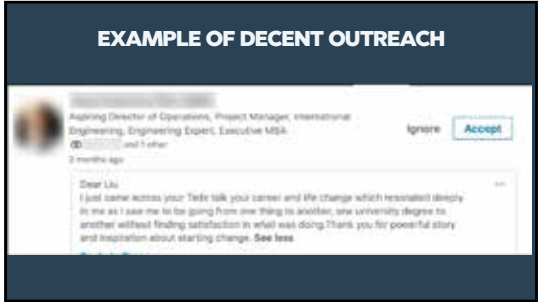 EXAMPLE OF DECENT OUTREACH
Aspiring Director of Operations, Project Manager, International
Engineering, Engineering Expert, Executive MBA
and 1 other
2 months ago
Ignore
Accept
Dear Liu
I just came across your Tedx talk your career and life change which resonated deeply
in me as I see me to be going from one thing to another, one university degree to
another without finding satisfaction in what was doing.Thank you for powerful story
and inspiration about starting change. See less